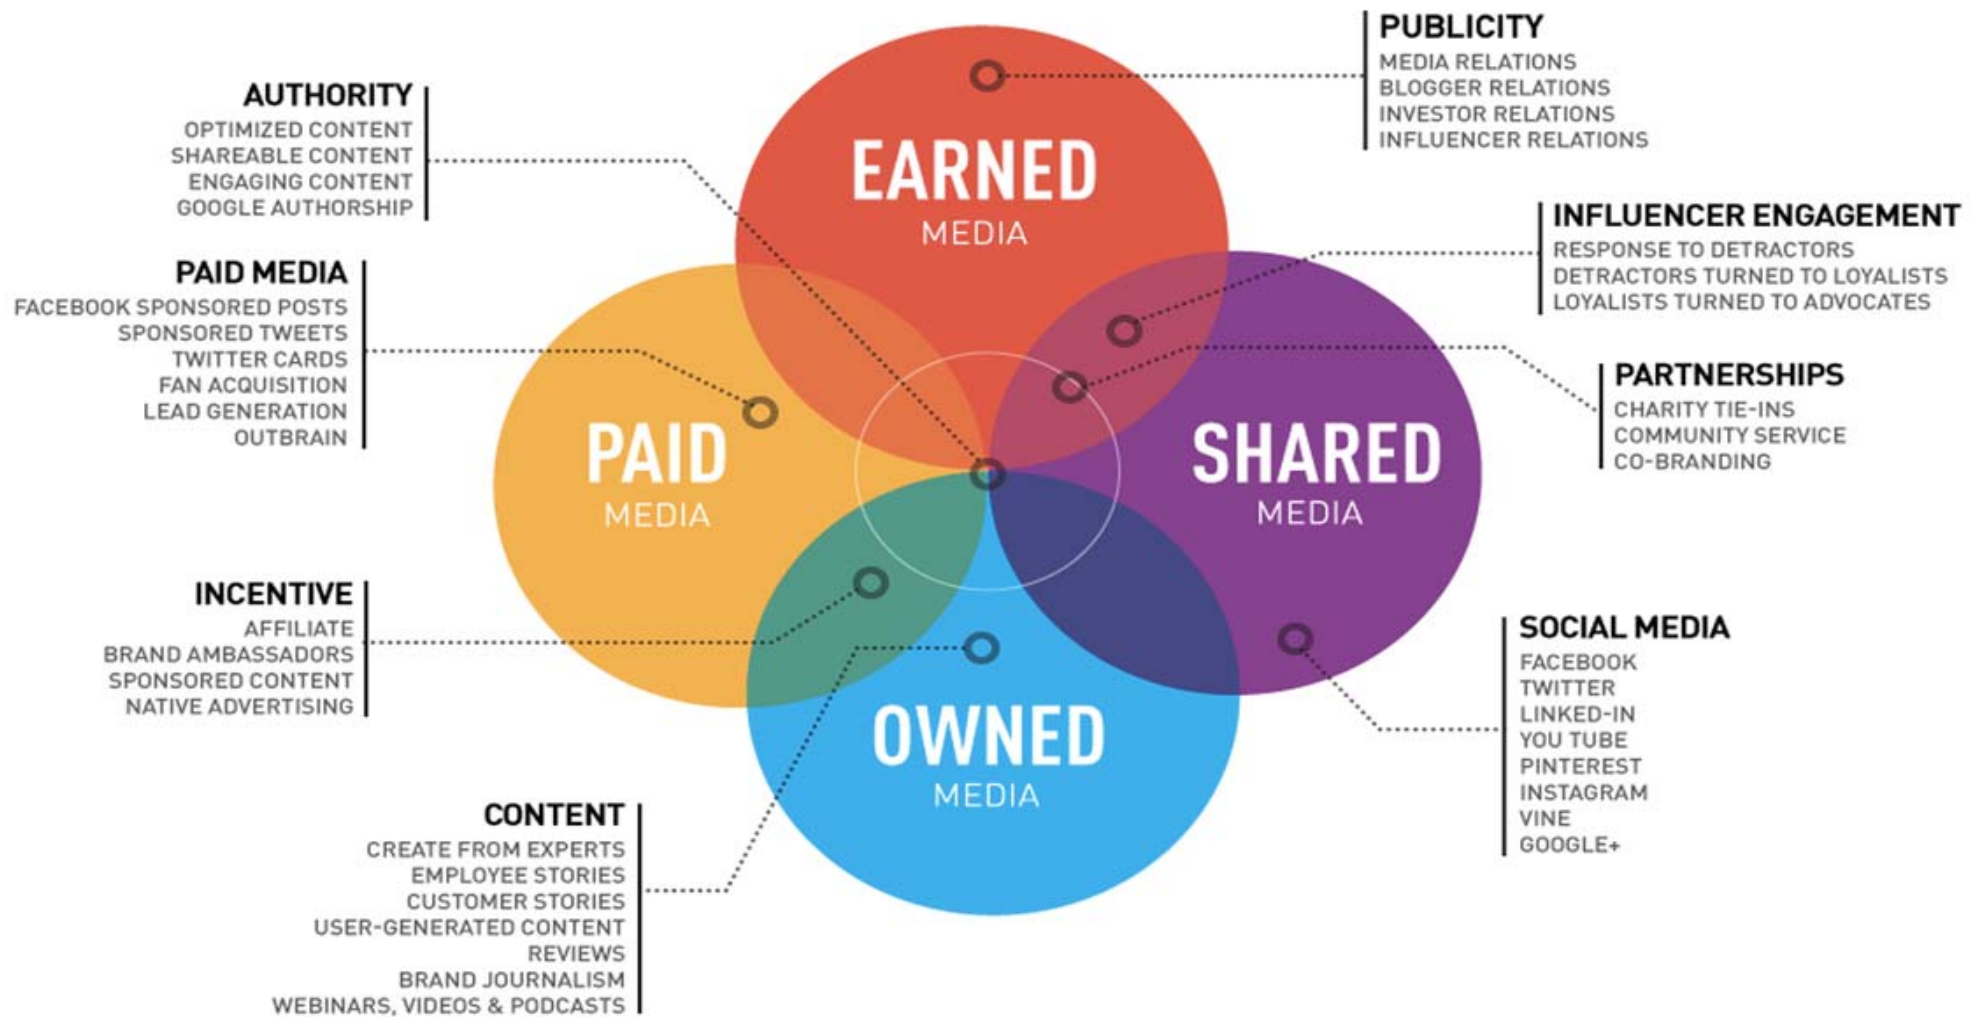 PUBLICITY
MEDIA RELATIONS
BLOGGER RELATIONS
INVESTOR RELATIONS
INFLUENCER RELATIONS
AUTHORITY
OPTIMIZED CONTENT
SHAREABLE CONTENT
ENGAGING CONTENT
GOOGLE AUTHORSHIP
EARNED
MEDIA
INFLUENCER ENGAGEMENT
RESPONSE TO DETRACTORS
DETRACTORS TURNED TO LOYALISTS
LOYALISTS TURNED TO ADVOCATES
PAID MEDIA
FACEBOOK SPONSORED POSTS
SPONSORED TWEETS
TWITTER CARDS
FAN ACQUISITION
LEAD GENERATION
OUTBRAIN
PARTNERSHIPS
CHARITY TIE-INS
COMMUNITY SERVICE
CO-BRANDING
PAID
MEDIA
SHARED
MEDIA
INCENTIVE
AFFILIATE
BRAND AMBASSADORS
SPONSORED CONTENT
NATIVE ADVERTISING
SOCIAL MEDIA
FACEBOOK
TWITTER
LINKED-IN
YOU TUBE
PINTEREST
INSTAGRAM
VINE
GOOGLE+
OWNED
MEDIA
CONTENT
CREATE FROM EXPERTS
EMPLOYEE STORIES
CUSTOMER STORIES
USER-GENERATED CONTENT
REVIEWS
BRAND JOURNALISM
WEBINARS, VIDEOS & PODCASTS